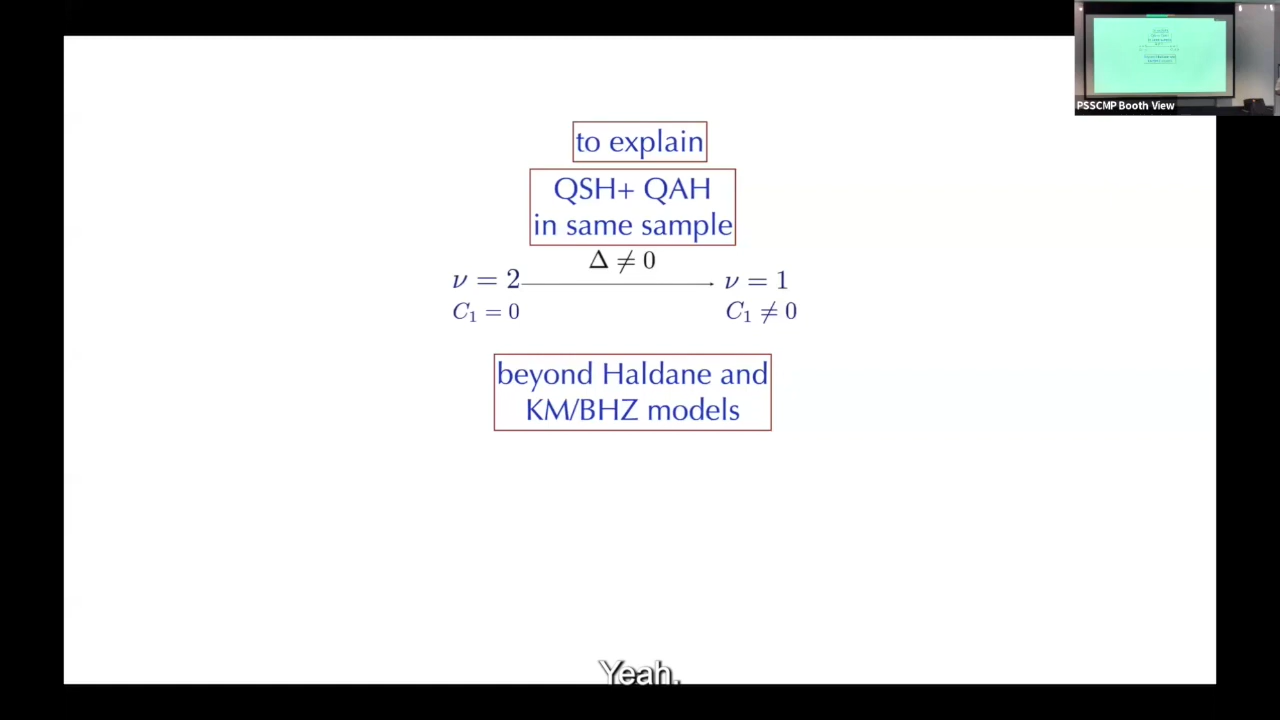 to explain
QSH+ QAH
in same sample
Δ ≠ 0
ν = 2
ν = 1
C₁ = 0
C₁ ≠ 0
beyond Haldane and
KM/BHZ models
Yeah.
PSSCMP Booth View